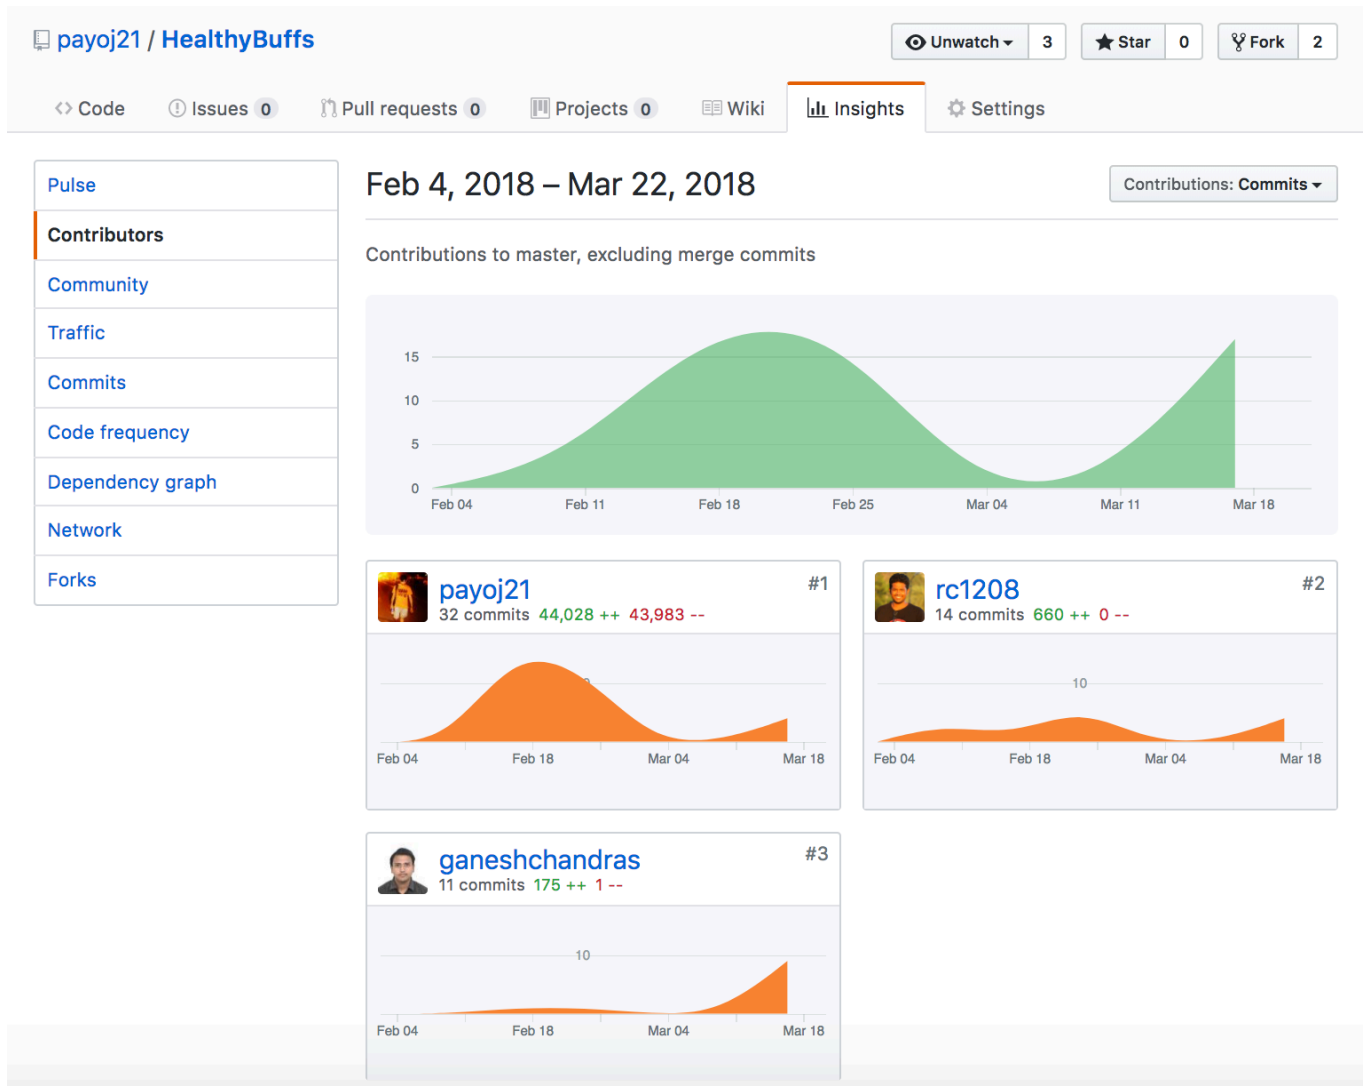 payoj21 / HealthyBuffs
Unwatch 3 Star 0 Fork 2
Code Issues 0 Pull requests 0 Projects 0 Wiki Insights Settings
Pulse
Contributors
Community
Traffic
Commits
Code frequency
Dependency graph
Network
Forks
Feb 4, 2018 – Mar 22, 2018
Contributions: Commits
Contributions to master, excluding merge commits
15
10
5
0
Feb 04 Feb 11 Feb 18 Feb 25 Mar 04 Mar 11 Mar 18
payoj21 #1
32 commits 44,028 ++ 43,983 --
Feb 04 Feb 18 Mar 04 Mar 18
rc1208 #2
14 commits 660 ++ 0 --
10
Feb 04 Feb 18 Mar 04 Mar 18
ganeshchandras #3
11 commits 175 ++ 1 --
10
Feb 04 Feb 18 Mar 04 Mar 18